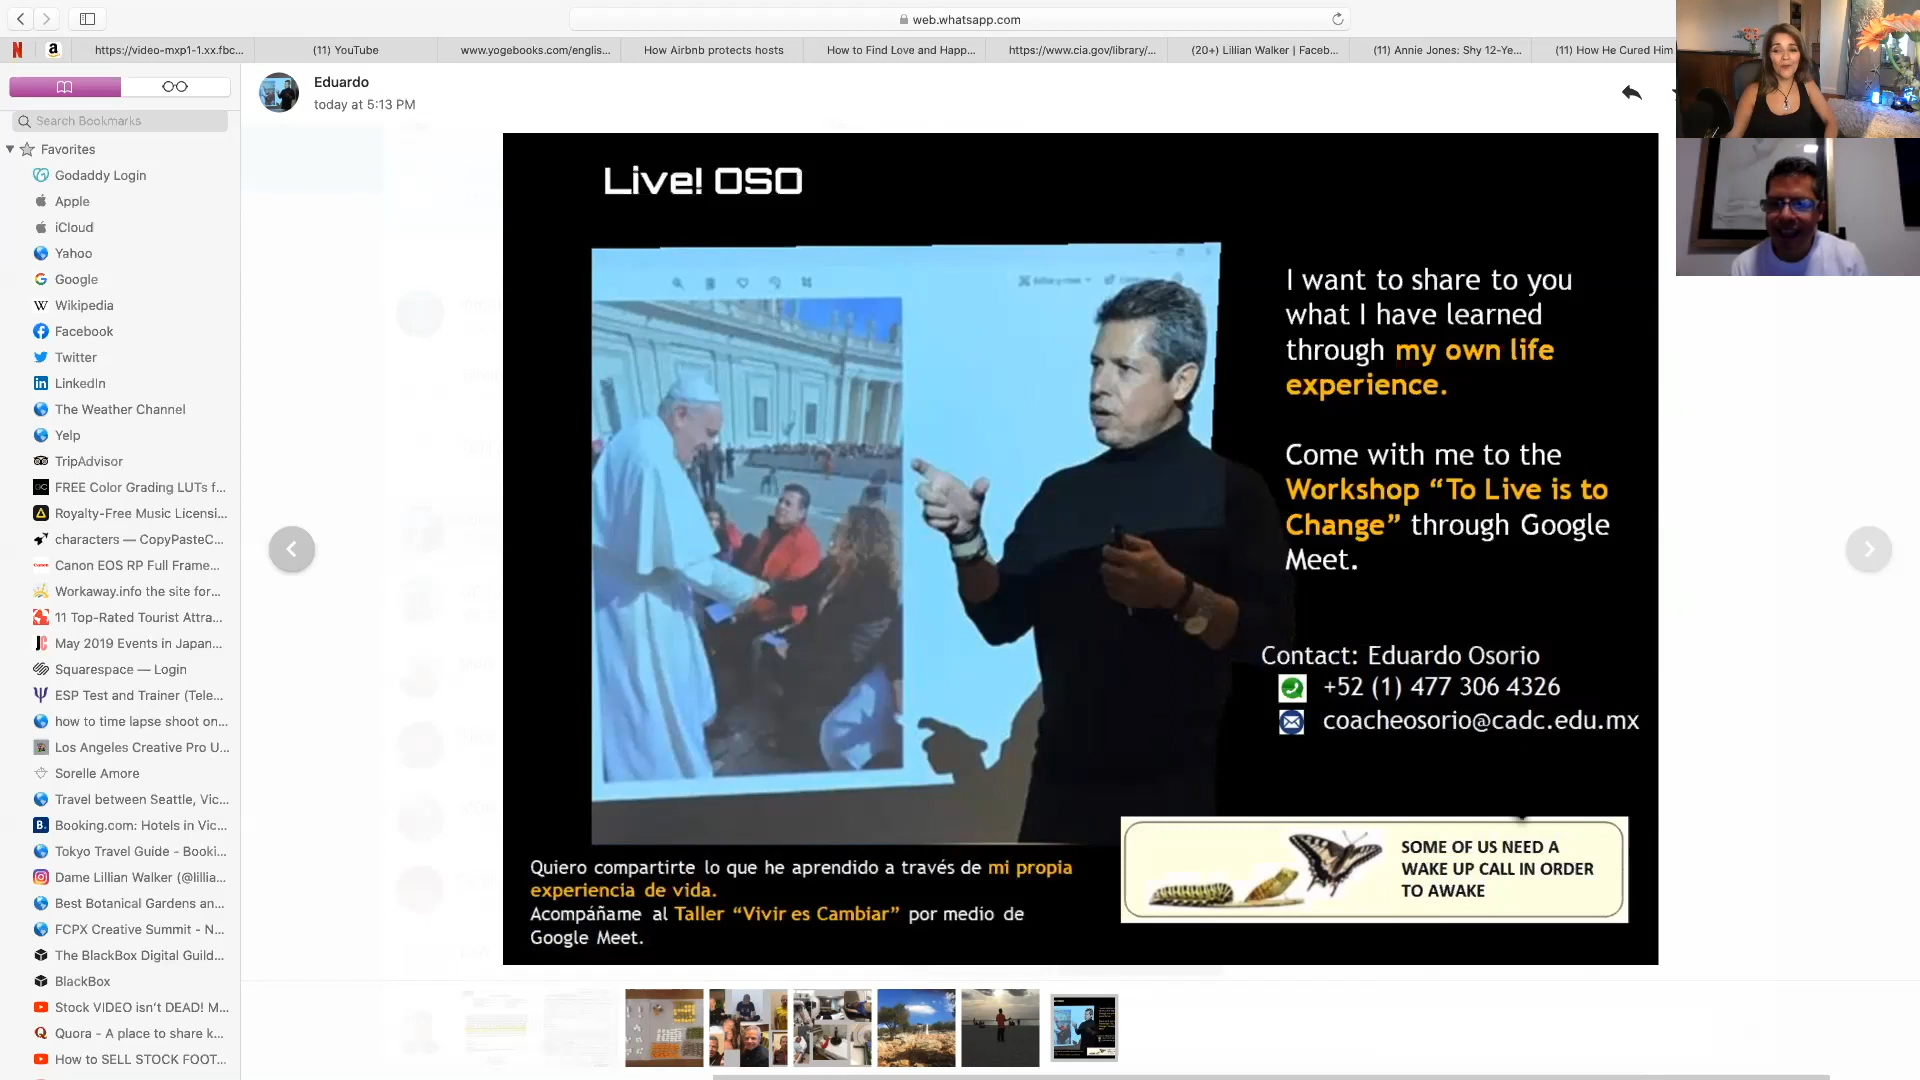 web.whatsapp.com
https://video-mxp1-1.xx.fbc...
(11) YouTube
www.yogebooks.com/englis...
How Airbnb protects hosts
How to Find Love and Happ...
https://www.cia.gov/library/...
(20+) Lillian Walker | Faceb...
(11) Annie Jones: Shy 12-Ye...
(11) How He Cured Him
Search Bookmarks
Favorites
Godaddy Login
Apple
iCloud
Yahoo
Google
Wikipedia
Facebook
Twitter
LinkedIn
The Weather Channel
Yelp
TripAdvisor
FREE Color Grading LUTs f...
Royalty-Free Music Licensi...
characters — CopyPasteC...
Canon EOS RP Full Frame...
Workaway.info the site for...
11 Top-Rated Tourist Attra...
May 2019 Events in Japan...
Squarespace — Login
ESP Test and Trainer (Tele...
how to time lapse shoot on...
Los Angeles Creative Pro U...
Sorelle Amore
Travel between Seattle, Vic...
Booking.com: Hotels in Vic...
Tokyo Travel Guide - Booki...
Dame Lillian Walker (@lillia...
Best Botanical Gardens an...
FCPX Creative Summit - N...
The BlackBox Digital Guild...
BlackBox
Stock VIDEO isn't DEAD! M...
Quora - A place to share k...
How to SELL STOCK FOOT...
Eduardo
today at 5:13 PM
Live! OSO
I want to share to you
what I have learned
through my own life
experience.
Come with me to the
Workshop “To Live is to
Change” through Google
Meet.
Contact: Eduardo Osorio
+52 (1) 477 306 4326
coacheosorio@cadc.edu.mx
Quiero compartirte lo que he aprendido a través de mi propia
experiencia de vida.
Acompáñame al Taller “Vivir es Cambiar” por medio de
Google Meet.
SOME OF US NEED A
WAKE UP CALL IN ORDER
TO AWAKE